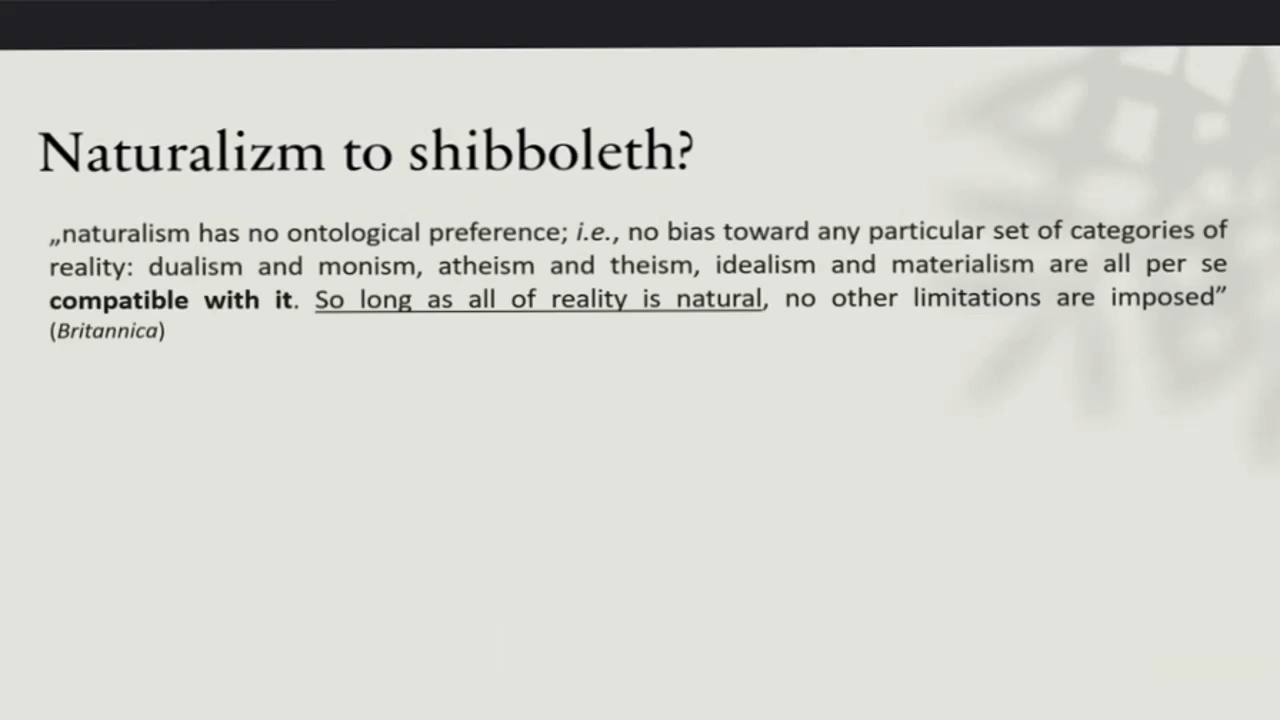 Naturalizm to shibboleth?
„naturalism has no ontological preference; i.e., no bias toward any particular set of categories of
reality: dualism and monism, atheism and theism, idealism and materialism are all per se
compatible with it. So long as all of reality is natural, no other limitations are imposed”
(Britannica)